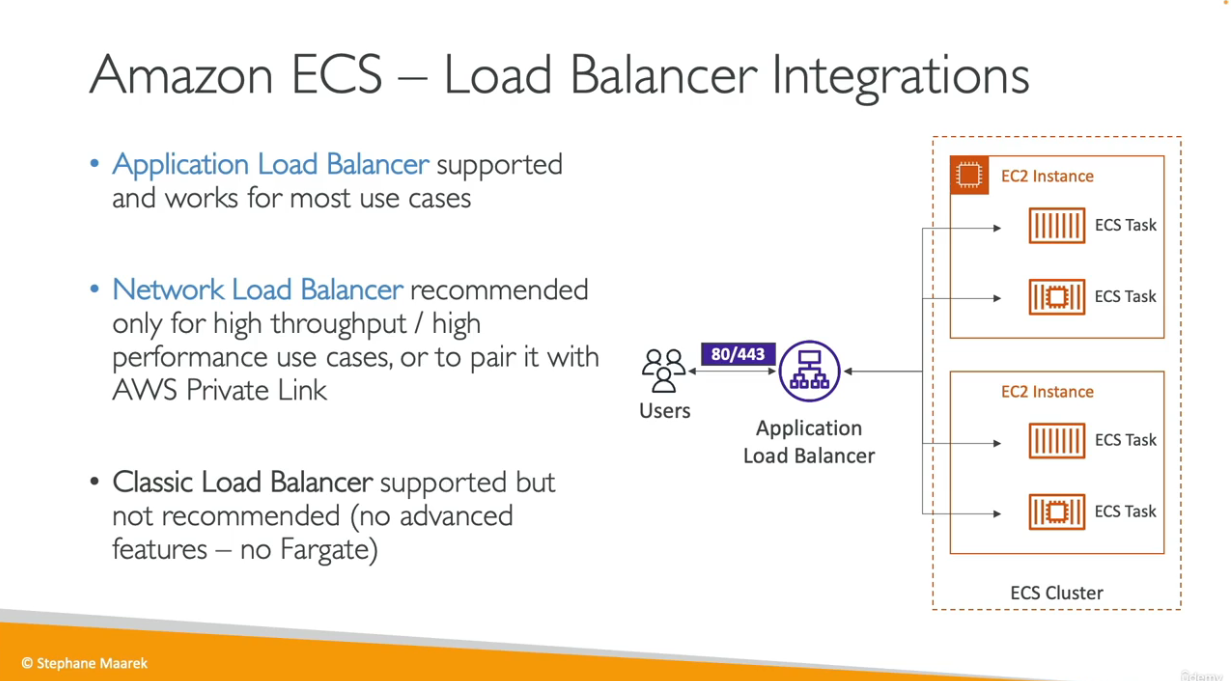 Amazon ECS – Load Balancer Integrations
• Application Load Balancer supported
and works for most use cases
• Network Load Balancer recommended
only for high throughput / high
performance use cases, or to pair it with
AWS Private Link
• Classic Load Balancer supported but
not recommended (no advanced
features – no Fargate)
Users
80/443
Application
Load Balancer
EC2 Instance
ECS Task
ECS Task
EC2 Instance
ECS Task
ECS Task
ECS Cluster
© Stephane Maarek